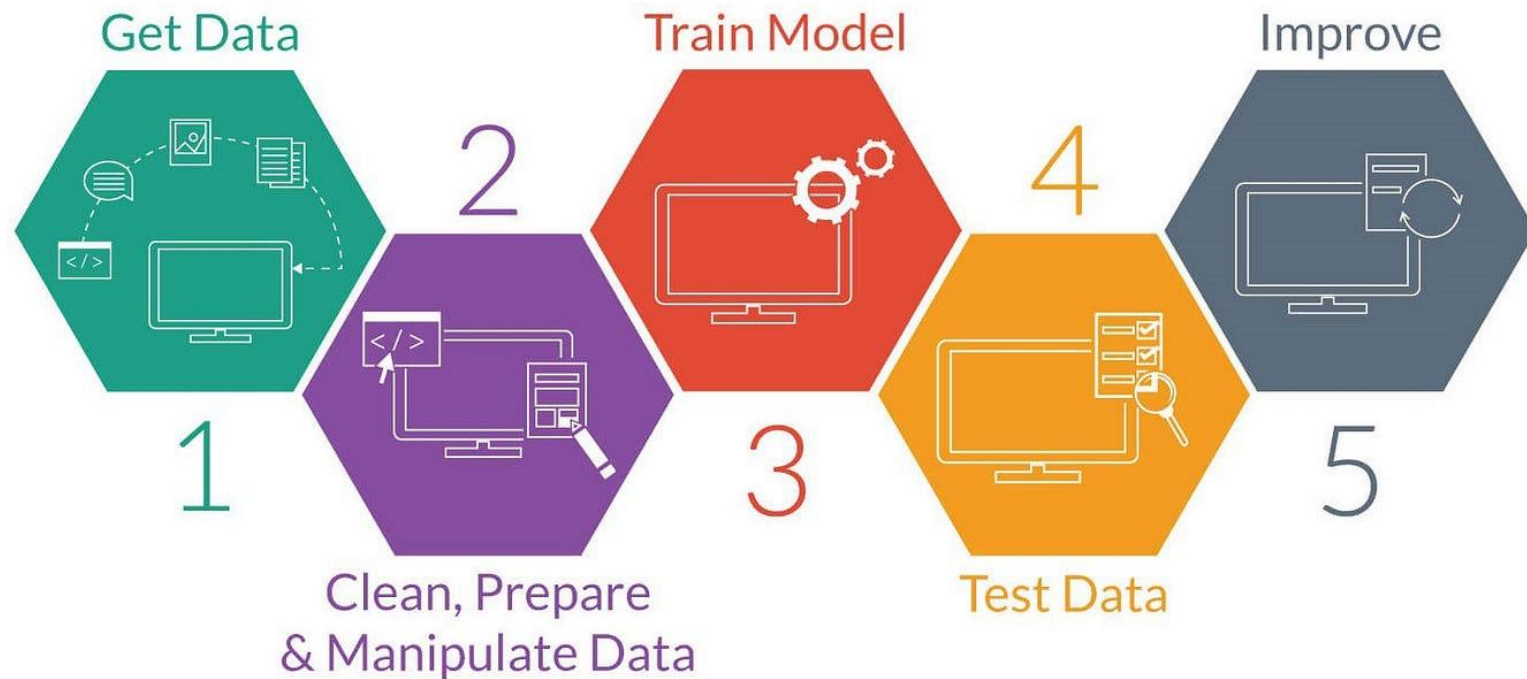 Get Data
Train Model
Improve
2
4
</>
</>
1
3
5
Clean, Prepare
& Manipulate Data
Test Data